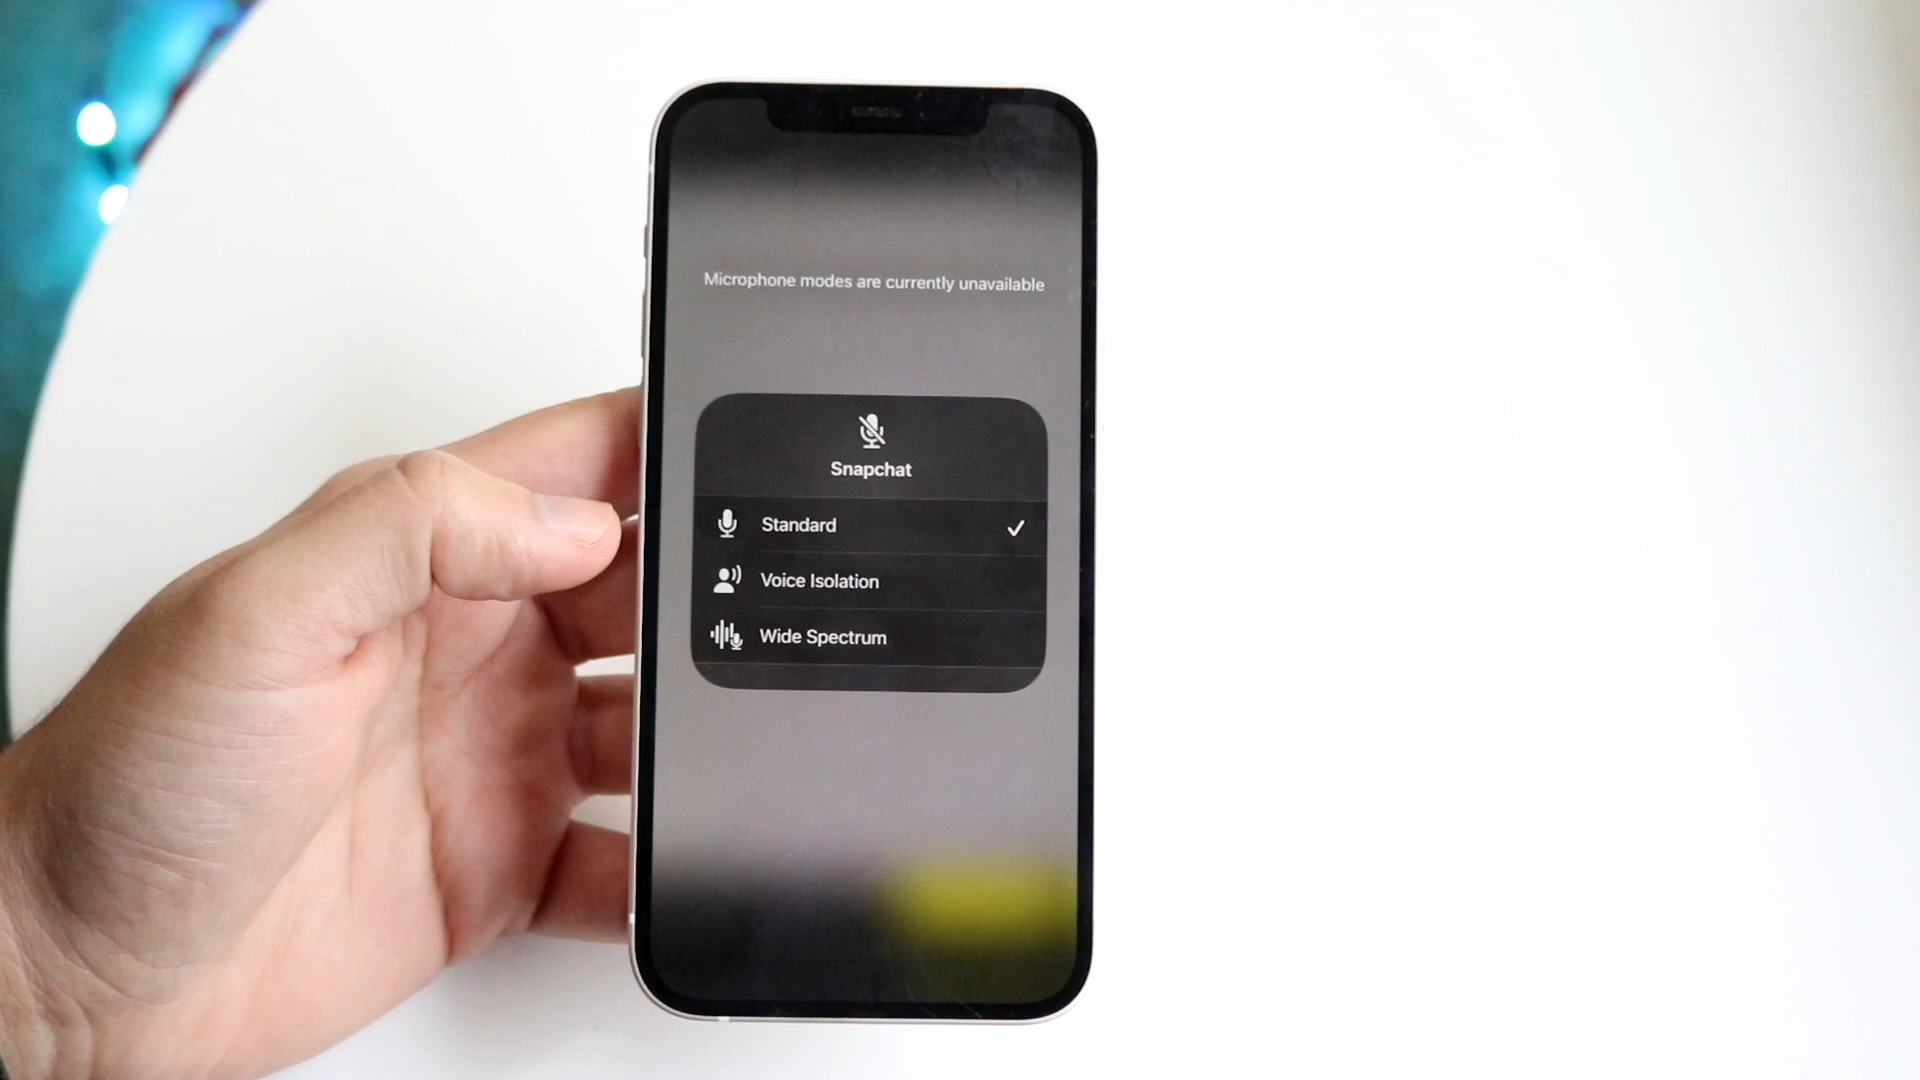 Microphone modes are currently unavailable
Snapchat
Standard
Voice Isolation
Wide Spectrum